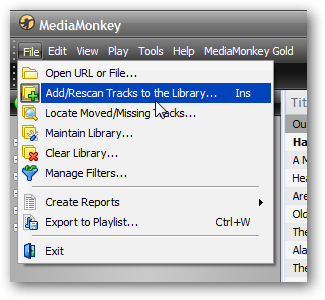 MediaMonkey
File Edit View Play Tools Help MediaMonkey Gold
Open URL or File...
Add/Rescan Tracks to the Library... Ins
Locate Moved/Missing Tracks...
Maintain Library...
Clear Library...
Manage Filters...
Create Reports
Export to Playlist... Ctrl+W
Exit
Tit
Ou
Ha
A M
Hea
Are
Old
The
Ala
The